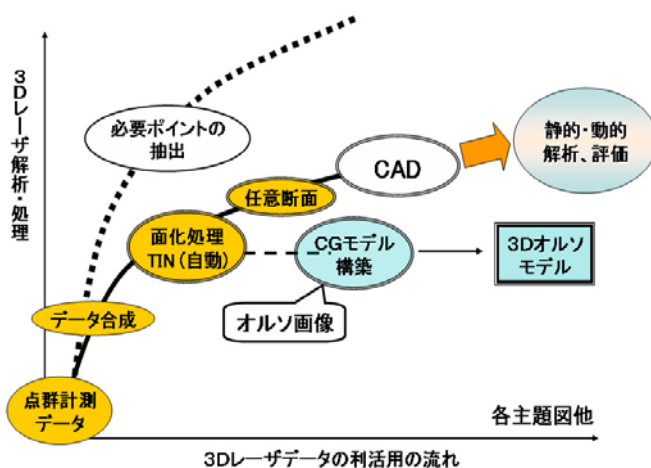 3Dレーザ解析・処理
必要ポイントの
抽出
静的・動的
解析、評価
CAD
任意断面
面化処理
TIN(自動)
CGモデル
構築
3Dオルソ
モデル
オルソ画像
データ合成
点群計測
データ
各主題図他
3Dレーザデータの利活用の流れ